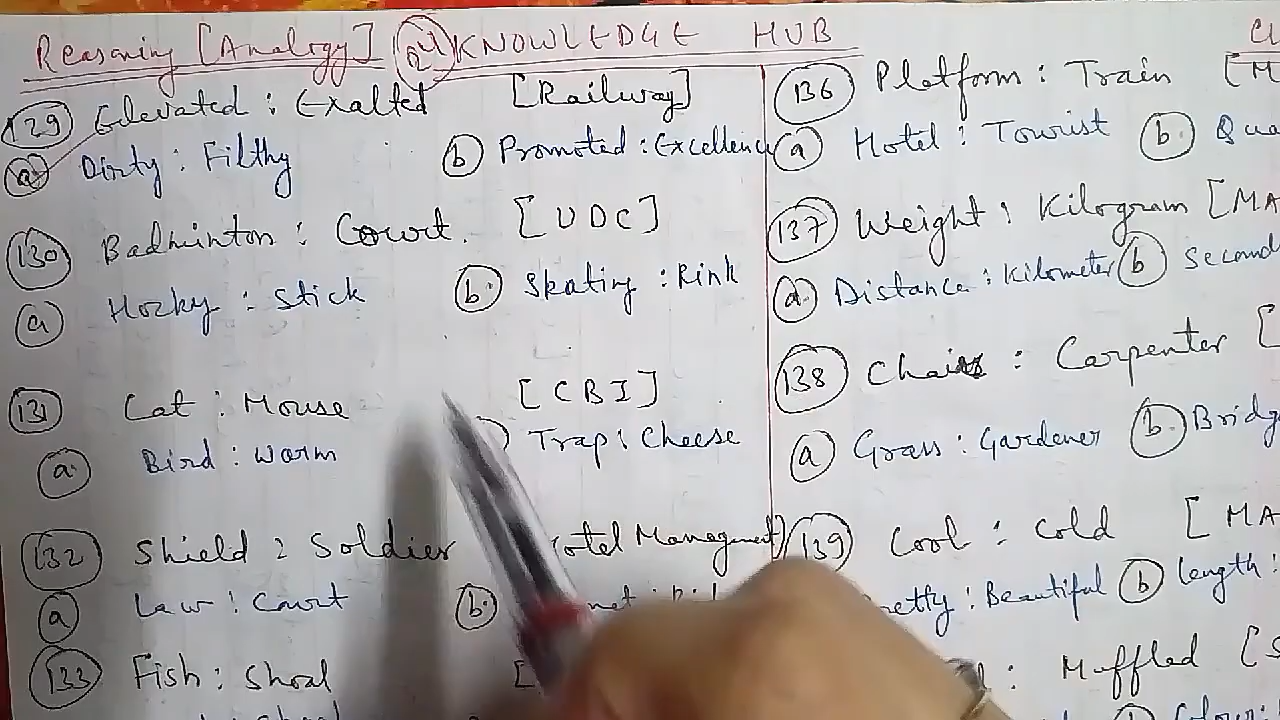 Reasoning [Analogy] 24 KNOWLEDGE HUB
129 Elevated : Exalted [Railway]
a Dirty : Filthy b Promoted : Excellence
130 Badminton : Court. [UDC]
a Hockey : Stick b. Skating : Rink
131 Cat : Mouse [CBI]
a. Bird : Worm Trap : Cheese
132 Shield : Soldier Management]
a Law : Court b.
133 Fish : Shoal [
136 Platform : Train [M
a Hotel : Tourist b.
137 Weight : Kilogram [MA
a. Distance : Kilometer b Second
138 Chair : Carpenter [
a Grass : Gardener b. Bridg
139 Cool : Cold [MA
Beautiful b length :
: Muffled [S